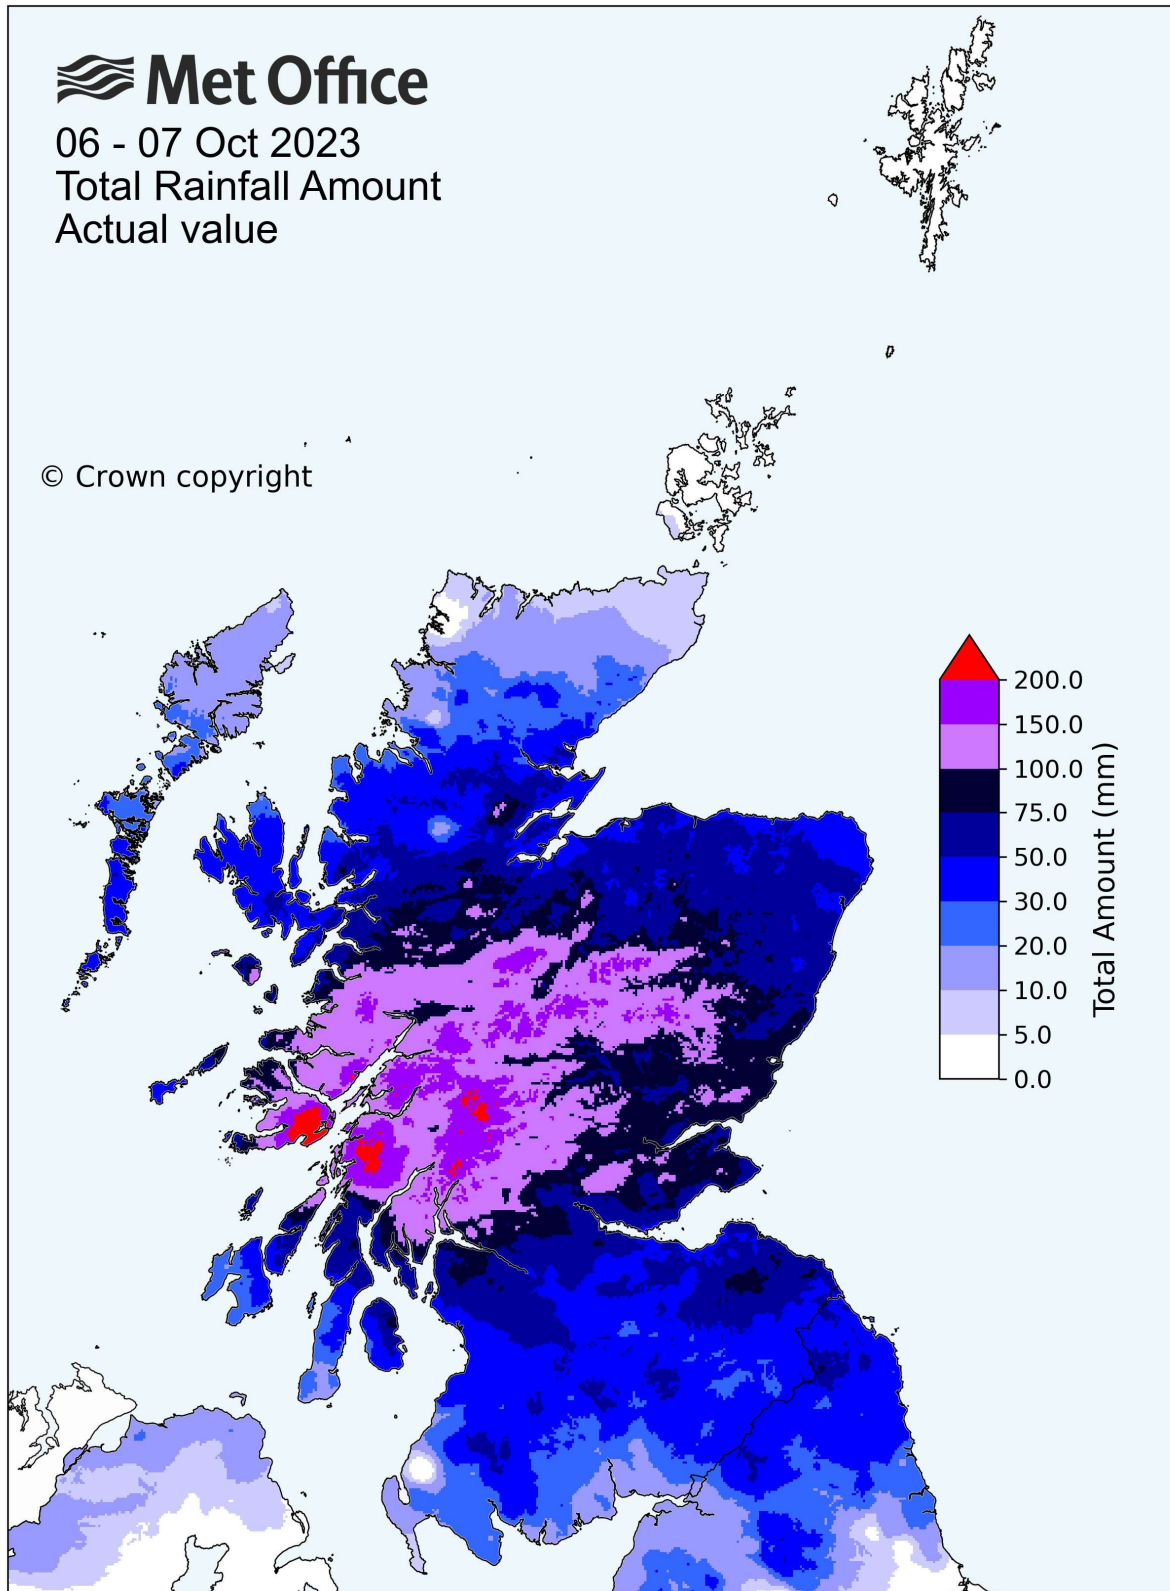 Met Office
06 - 07 Oct 2023
Total Rainfall Amount
Actual value
© Crown copyright
200.0
150.0
100.0
75.0
50.0
30.0
20.0
10.0
5.0
0.0
Total Amount (mm)